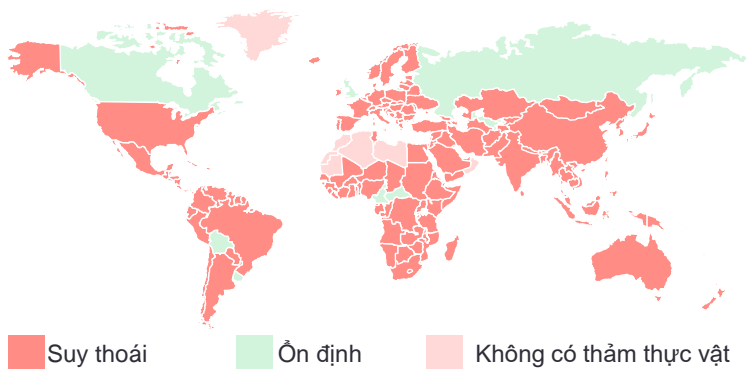 Suy thoái
Ổn định
Không có thảm thực vật